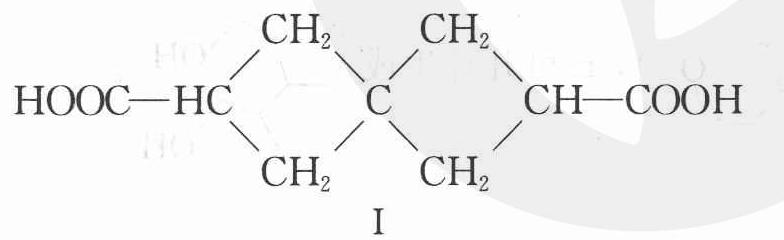 CH₂ CH₂
HOOC—HC C CH—COOH
CH₂ CH₂
I